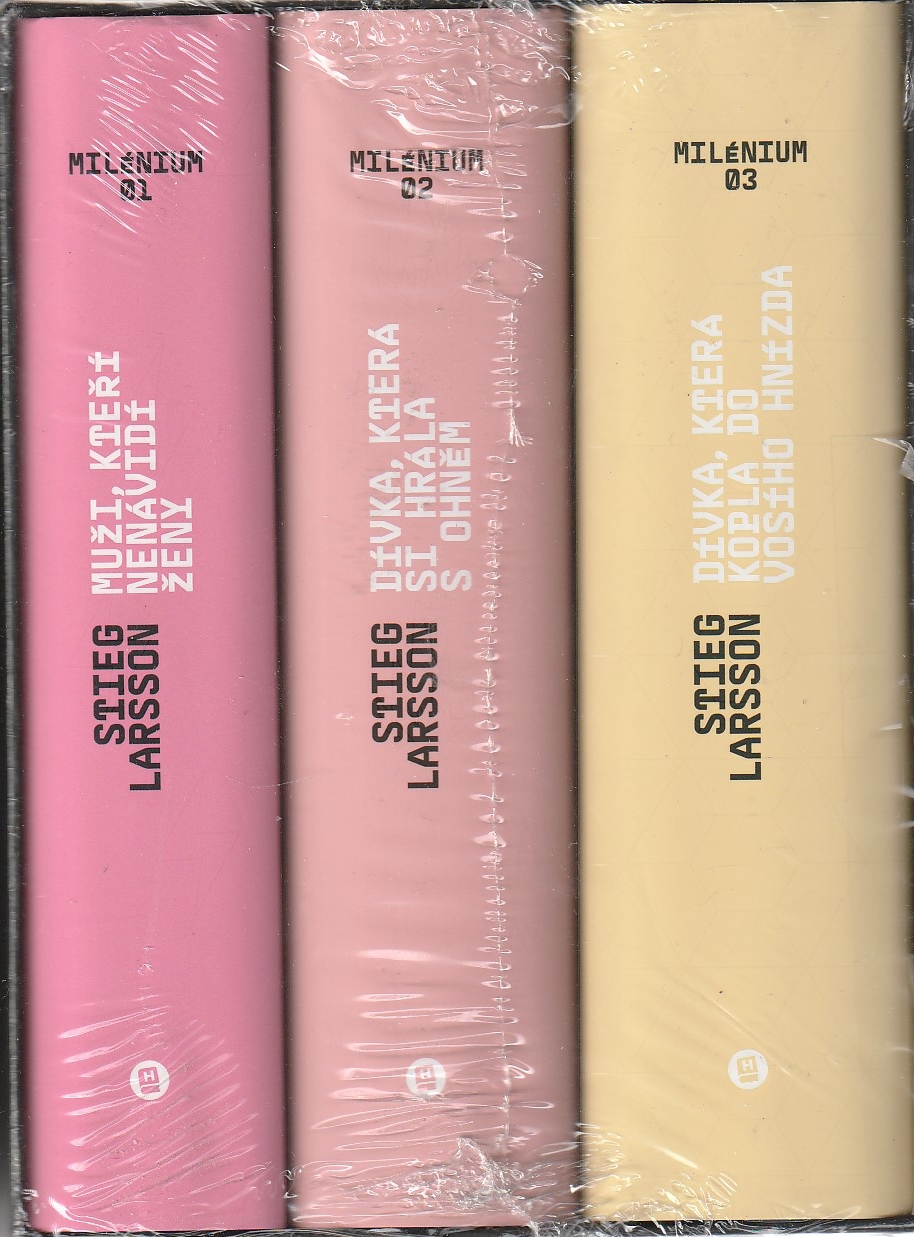 MILÉNIUM
01
MUŽI, KTEŘÍ
NENÁVIDÍ
ŽENY
STIEG
LARSSON
H
MILÉNIUM
02
DÍVKA, KTERÁ
SI HRÁLA
S OHNĚM
STIEG
LARSSON
H
MILÉNIUM
03
DÍVKA, KTERÁ
KOPLA DO
VOSÍHO HNÍZDA
STIEG
LARSSON
H